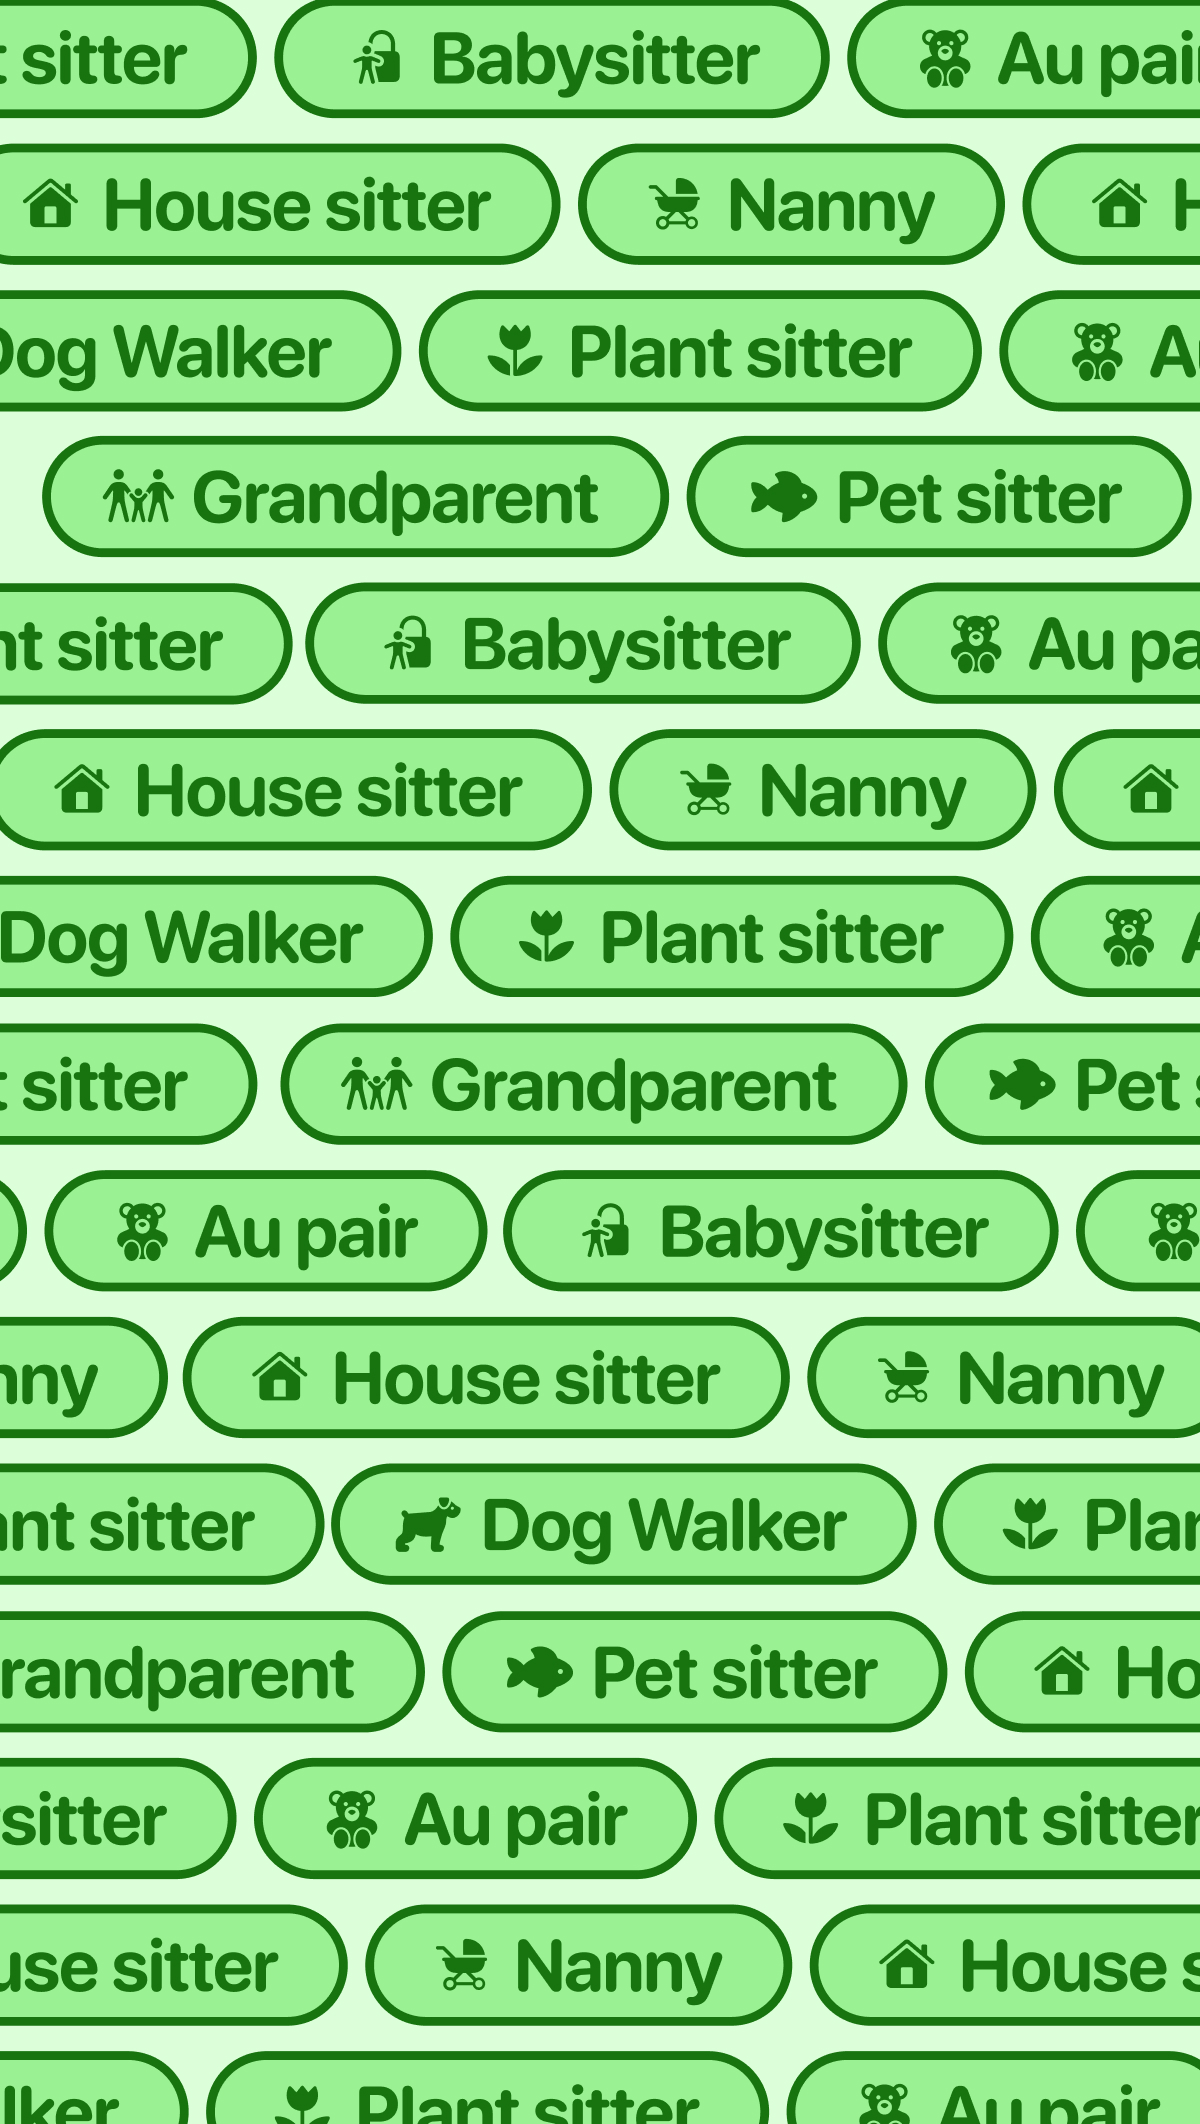 t sitter Babysitter Au pair
House sitter Nanny H
Dog Walker Plant sitter Au
Grandparent Pet sitter
nt sitter Babysitter Au pa
House sitter Nanny
Dog Walker Plant sitter A
t sitter Grandparent Pet s
Au pair Babysitter
nny House sitter Nanny
ant sitter Dog Walker Plan
randparent Pet sitter Ho
sitter Au pair Plant sitter
use sitter Nanny House s
lker Plant sitter Au pair